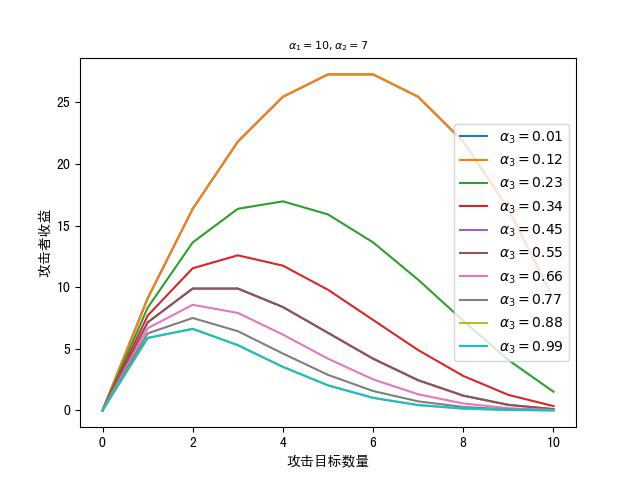 α₁ = 10, α₂ = 7
攻击者收益
25
20
15
10
5
0
α₃ = 0.01
α₃ = 0.12
α₃ = 0.23
α₃ = 0.34
α₃ = 0.45
α₃ = 0.55
α₃ = 0.66
α₃ = 0.77
α₃ = 0.88
α₃ = 0.99
0 2 4 6 8 10
攻击目标数量